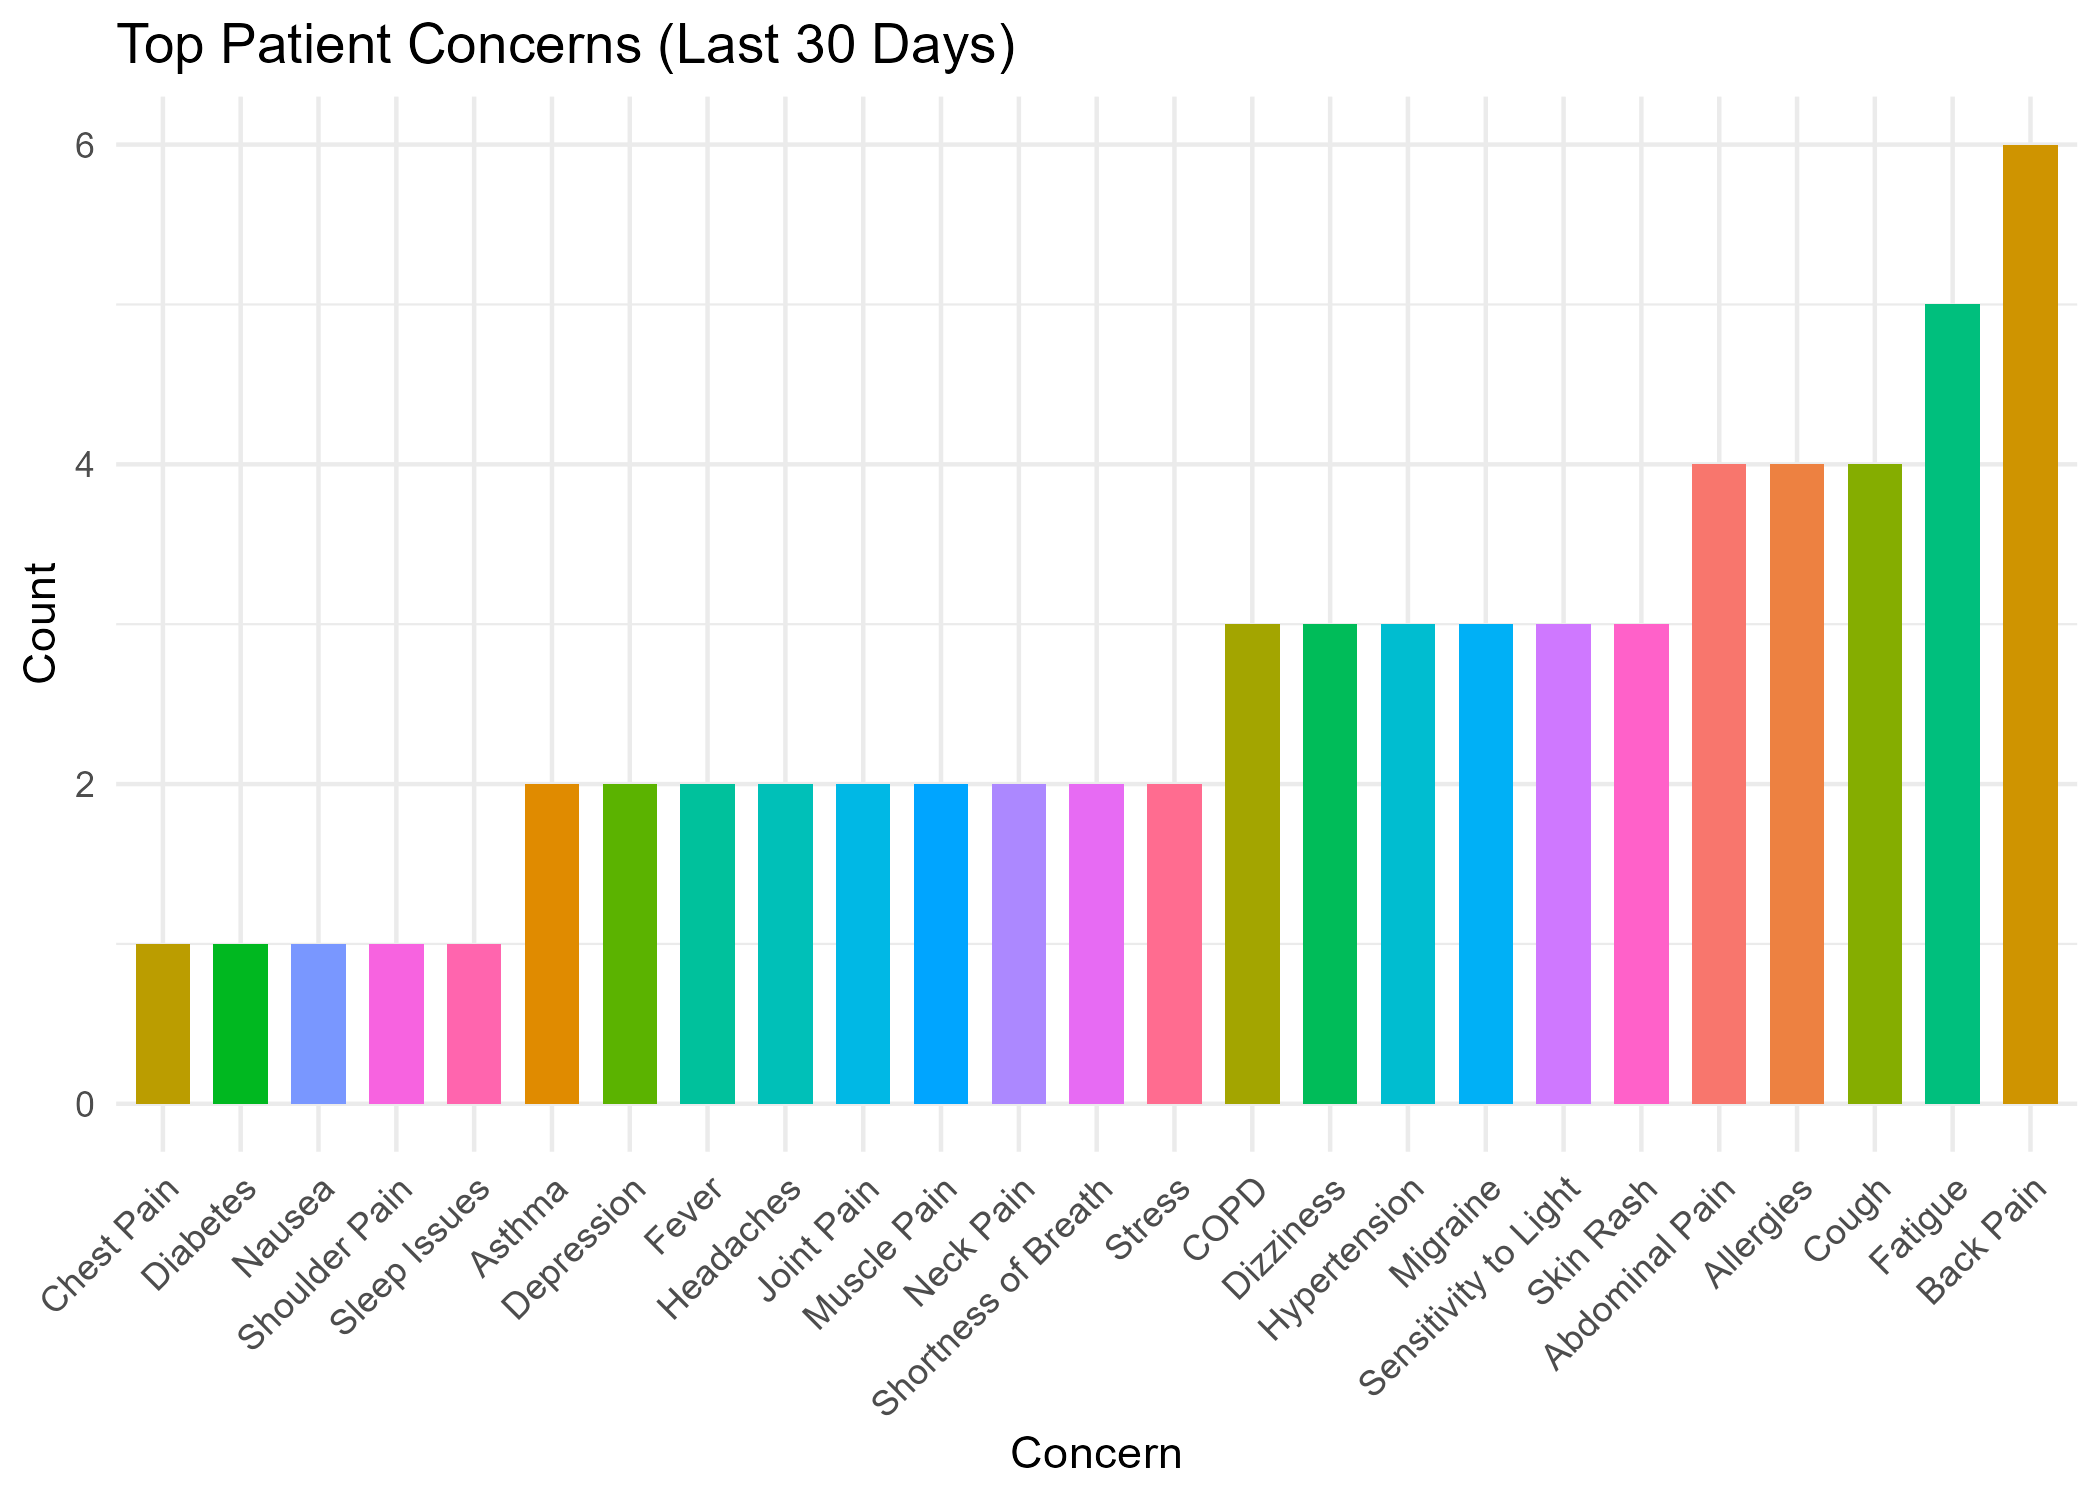 Top Patient Concerns (Last 30 Days)
6
4
2
0
Count
Chest Pain
Diabetes
Nausea
Shoulder Pain
Sleep Issues
Asthma
Depression
Fever
Headaches
Joint Pain
Muscle Pain
Neck Pain
Shortness of Breath
Stress
COPD
Dizziness
Hypertension
Migraine
Sensitivity to Light
Skin Rash
Abdominal Pain
Allergies
Cough
Fatigue
Back Pain
Concern